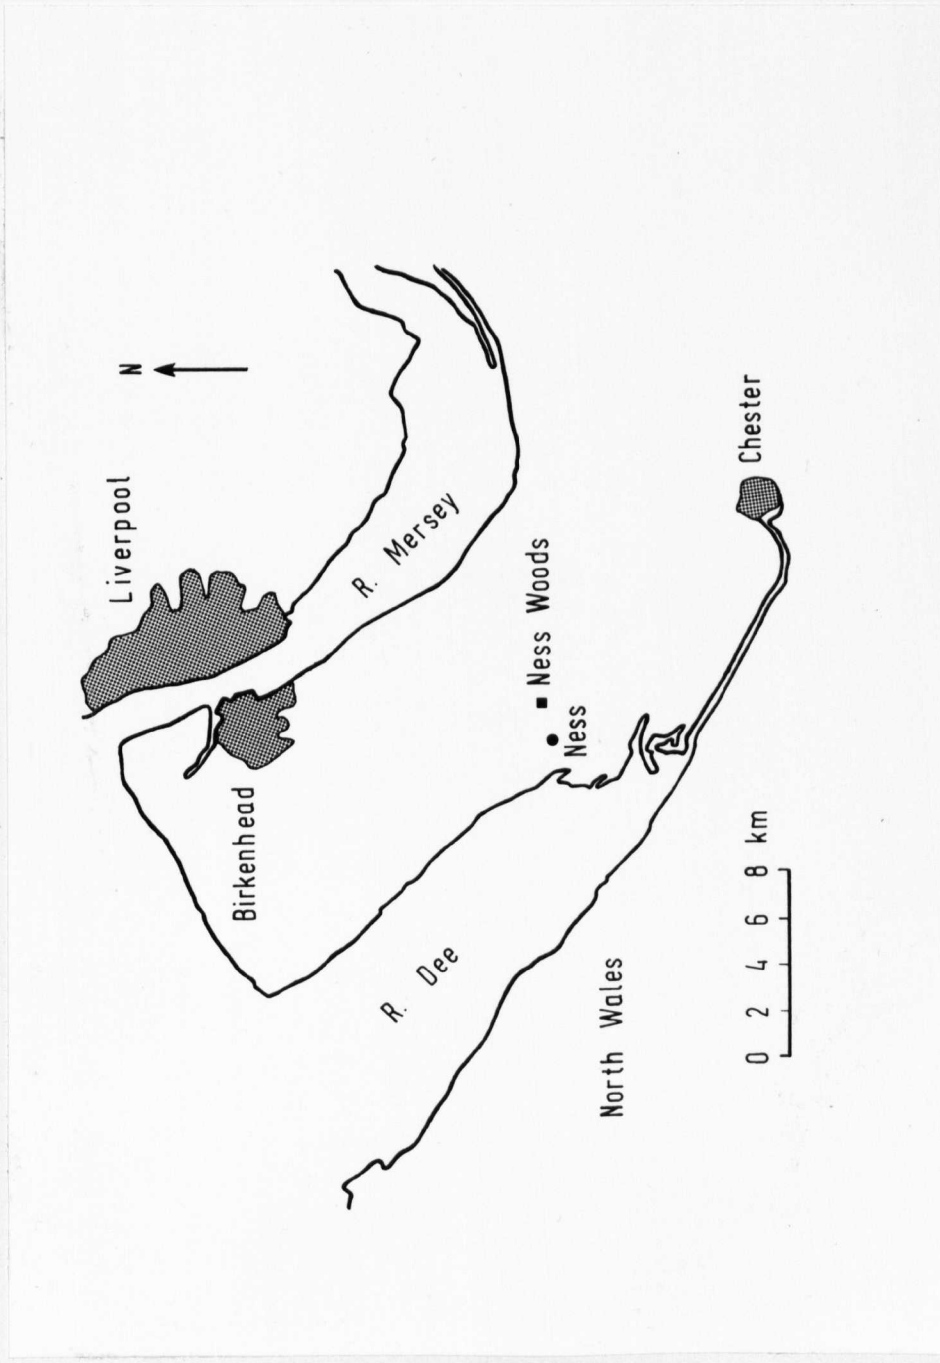 N
Liverpool
R. Mersey
Birkenhead
Ness Woods
Ness
Chester
R. Dee
North Wales
0 2 4 6 8 km